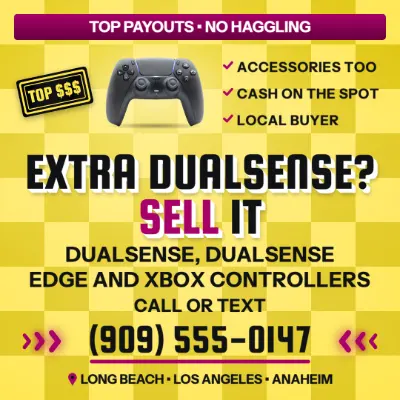 TOP PAYOUTS • NO HAGGLING
TOP $$$
ACCESSORIES TOO
CASH ON THE SPOT
LOCAL BUYER
EXTRA DUALSENSE?
SELL IT
DUALSENSE, DUALSENSE
EDGE AND XBOX CONTROLLERS
CALL OR TEXT
(909) 555-0147
LONG BEACH • LOS ANGELES • ANAHEIM